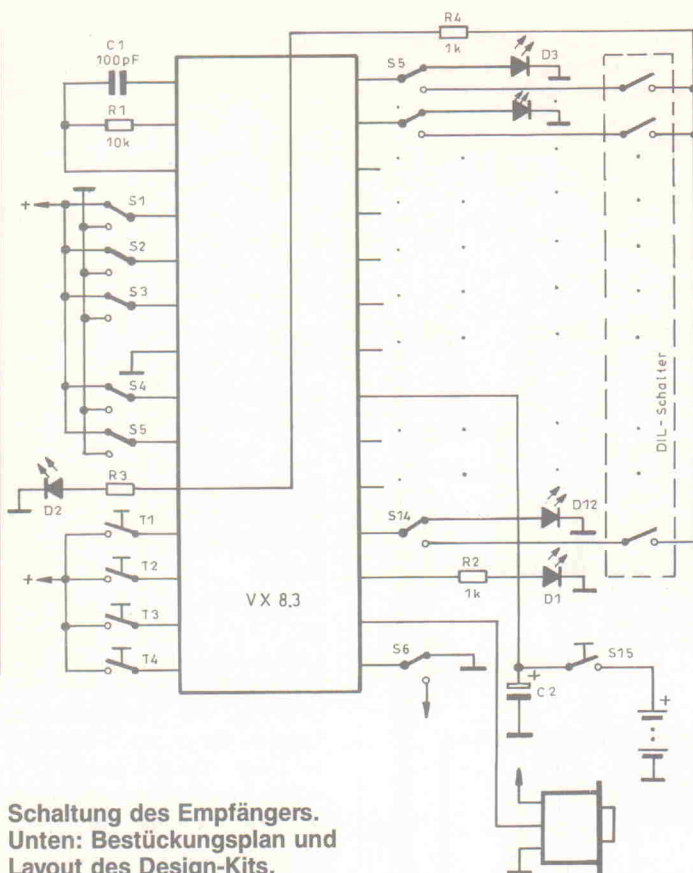 R4
1k
C1
100pF
R1
10k
S5
D3
+
S1
S2
S3
S4
S5
DIL-Schalter
R3
D2
S14
D12
T1
T2
T3
T4
+
VX 8.3
R2
1k
D1
S6
S15
+
C2
+
Schaltung des Empfängers.
Unten: Bestückungsplan und
Layout des Design-Kits.